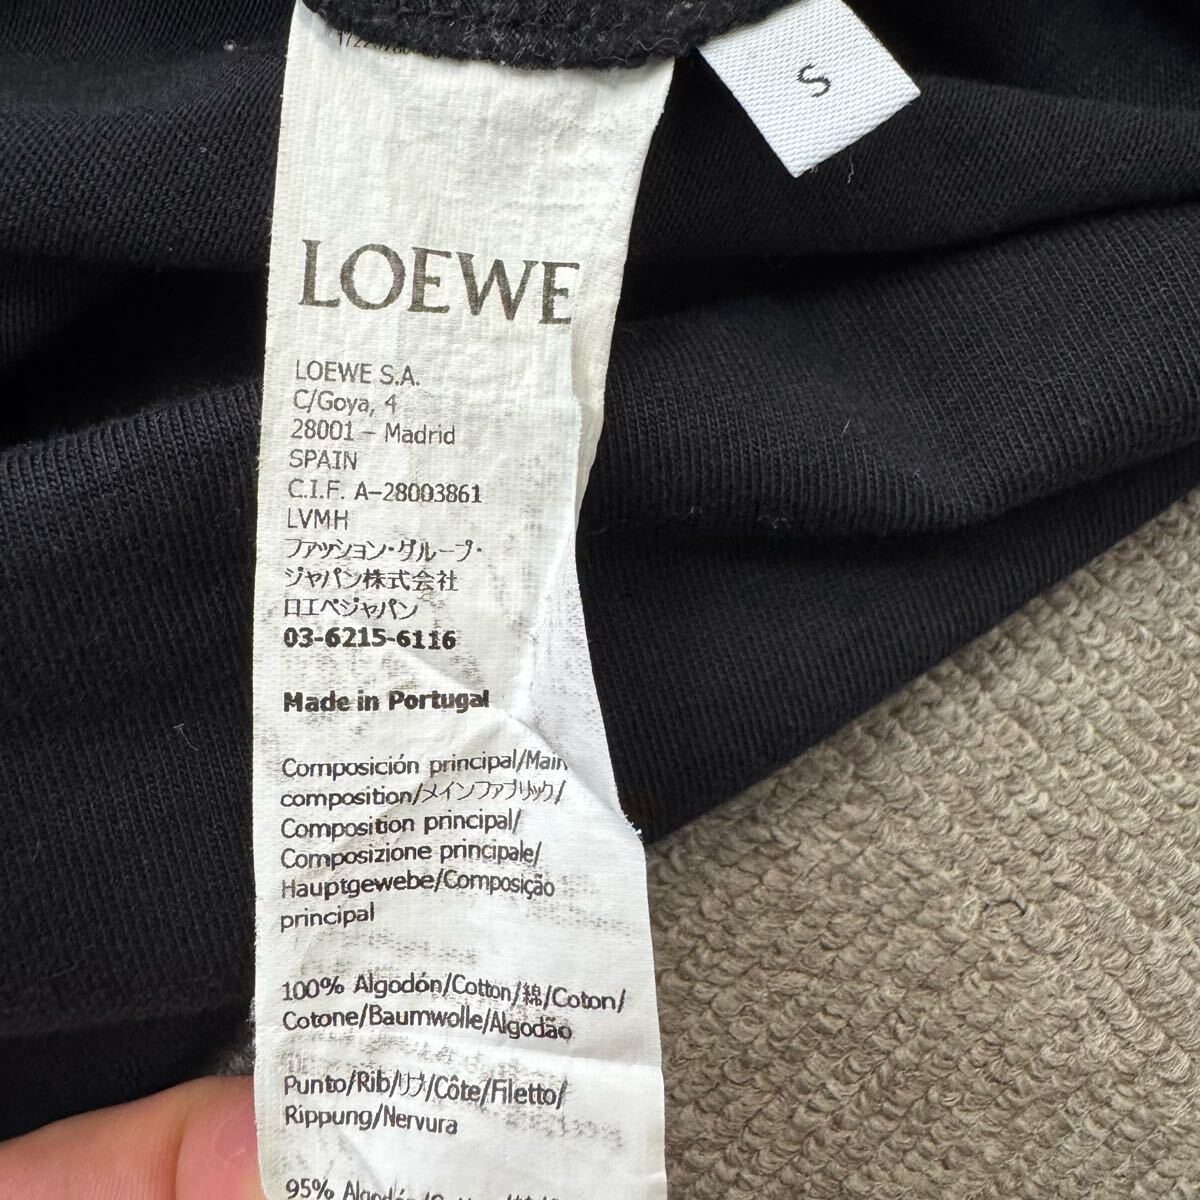 S
LOEWE
LOEWE S.A.
C/Goya, 4
28001 – Madrid
SPAIN
C.I.F. A-28003861
LVMH
ファッション・グループ・
ジャパン株式会社
ロエベジャパン
03-6215-6116
Made in Portugal
Composición principal/Main
composition/メインファブリック/
Composition principal/
Composizione principale/
Hauptgewebe/Composição
principal
100% Algodón/Cotton/綿/Coton/
Cotone/Baumwolle/Algodão
Punto/Rib/リブ/Côte/Filetto/
Rippung/Nervura
95% Algodón